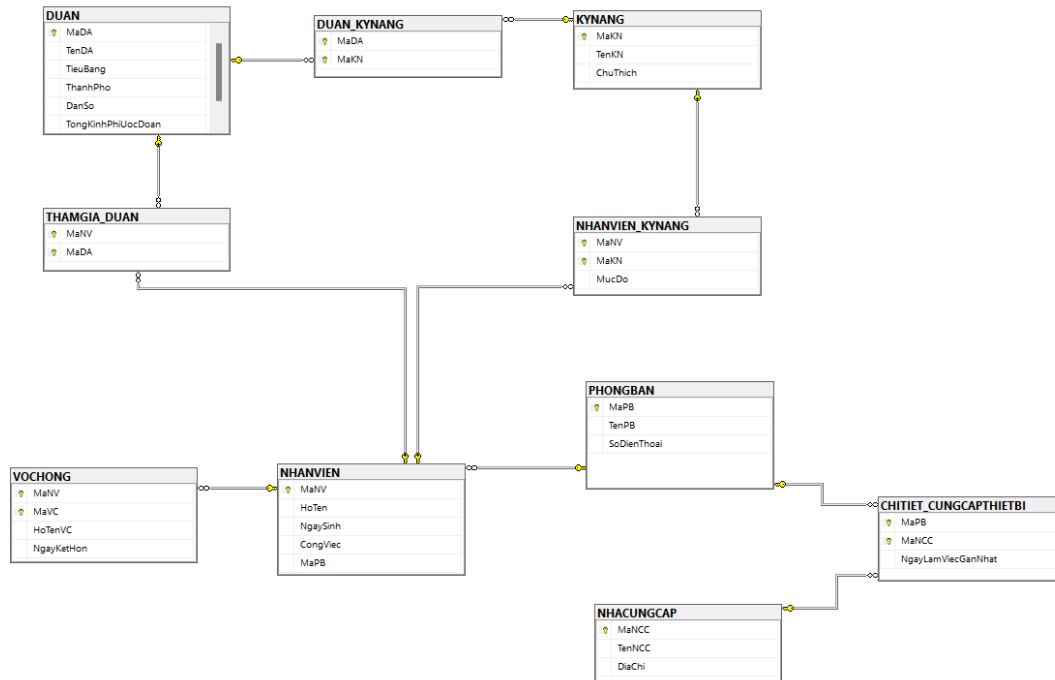 DUAN
MaDA
TenDA
TieuBang
ThanhPho
DanSo
TongKinhPhiUocDoan
DUAN_KYNANG
MaDA
MaKN
KYNANG
MaKN
TenKN
ChuThich
THAMGIA_DUAN
MaNV
MaDA
NHANVIEN_KYNANG
MaNV
MaKN
MucDo
PHONGBAN
MaPB
TenPB
SoDienThoai
VOCHONG
MaNV
MaVC
HoTenVC
NgayKetHon
NHANVIEN
MaNV
HoTen
NgaySinh
CongViec
MaPB
CHITIET_CUNGCAPTHIETBI
MaPB
MaNCC
NgayLamViecGanNhat
NHACUNGCAP
MaNCC
TenNCC
DiaChi